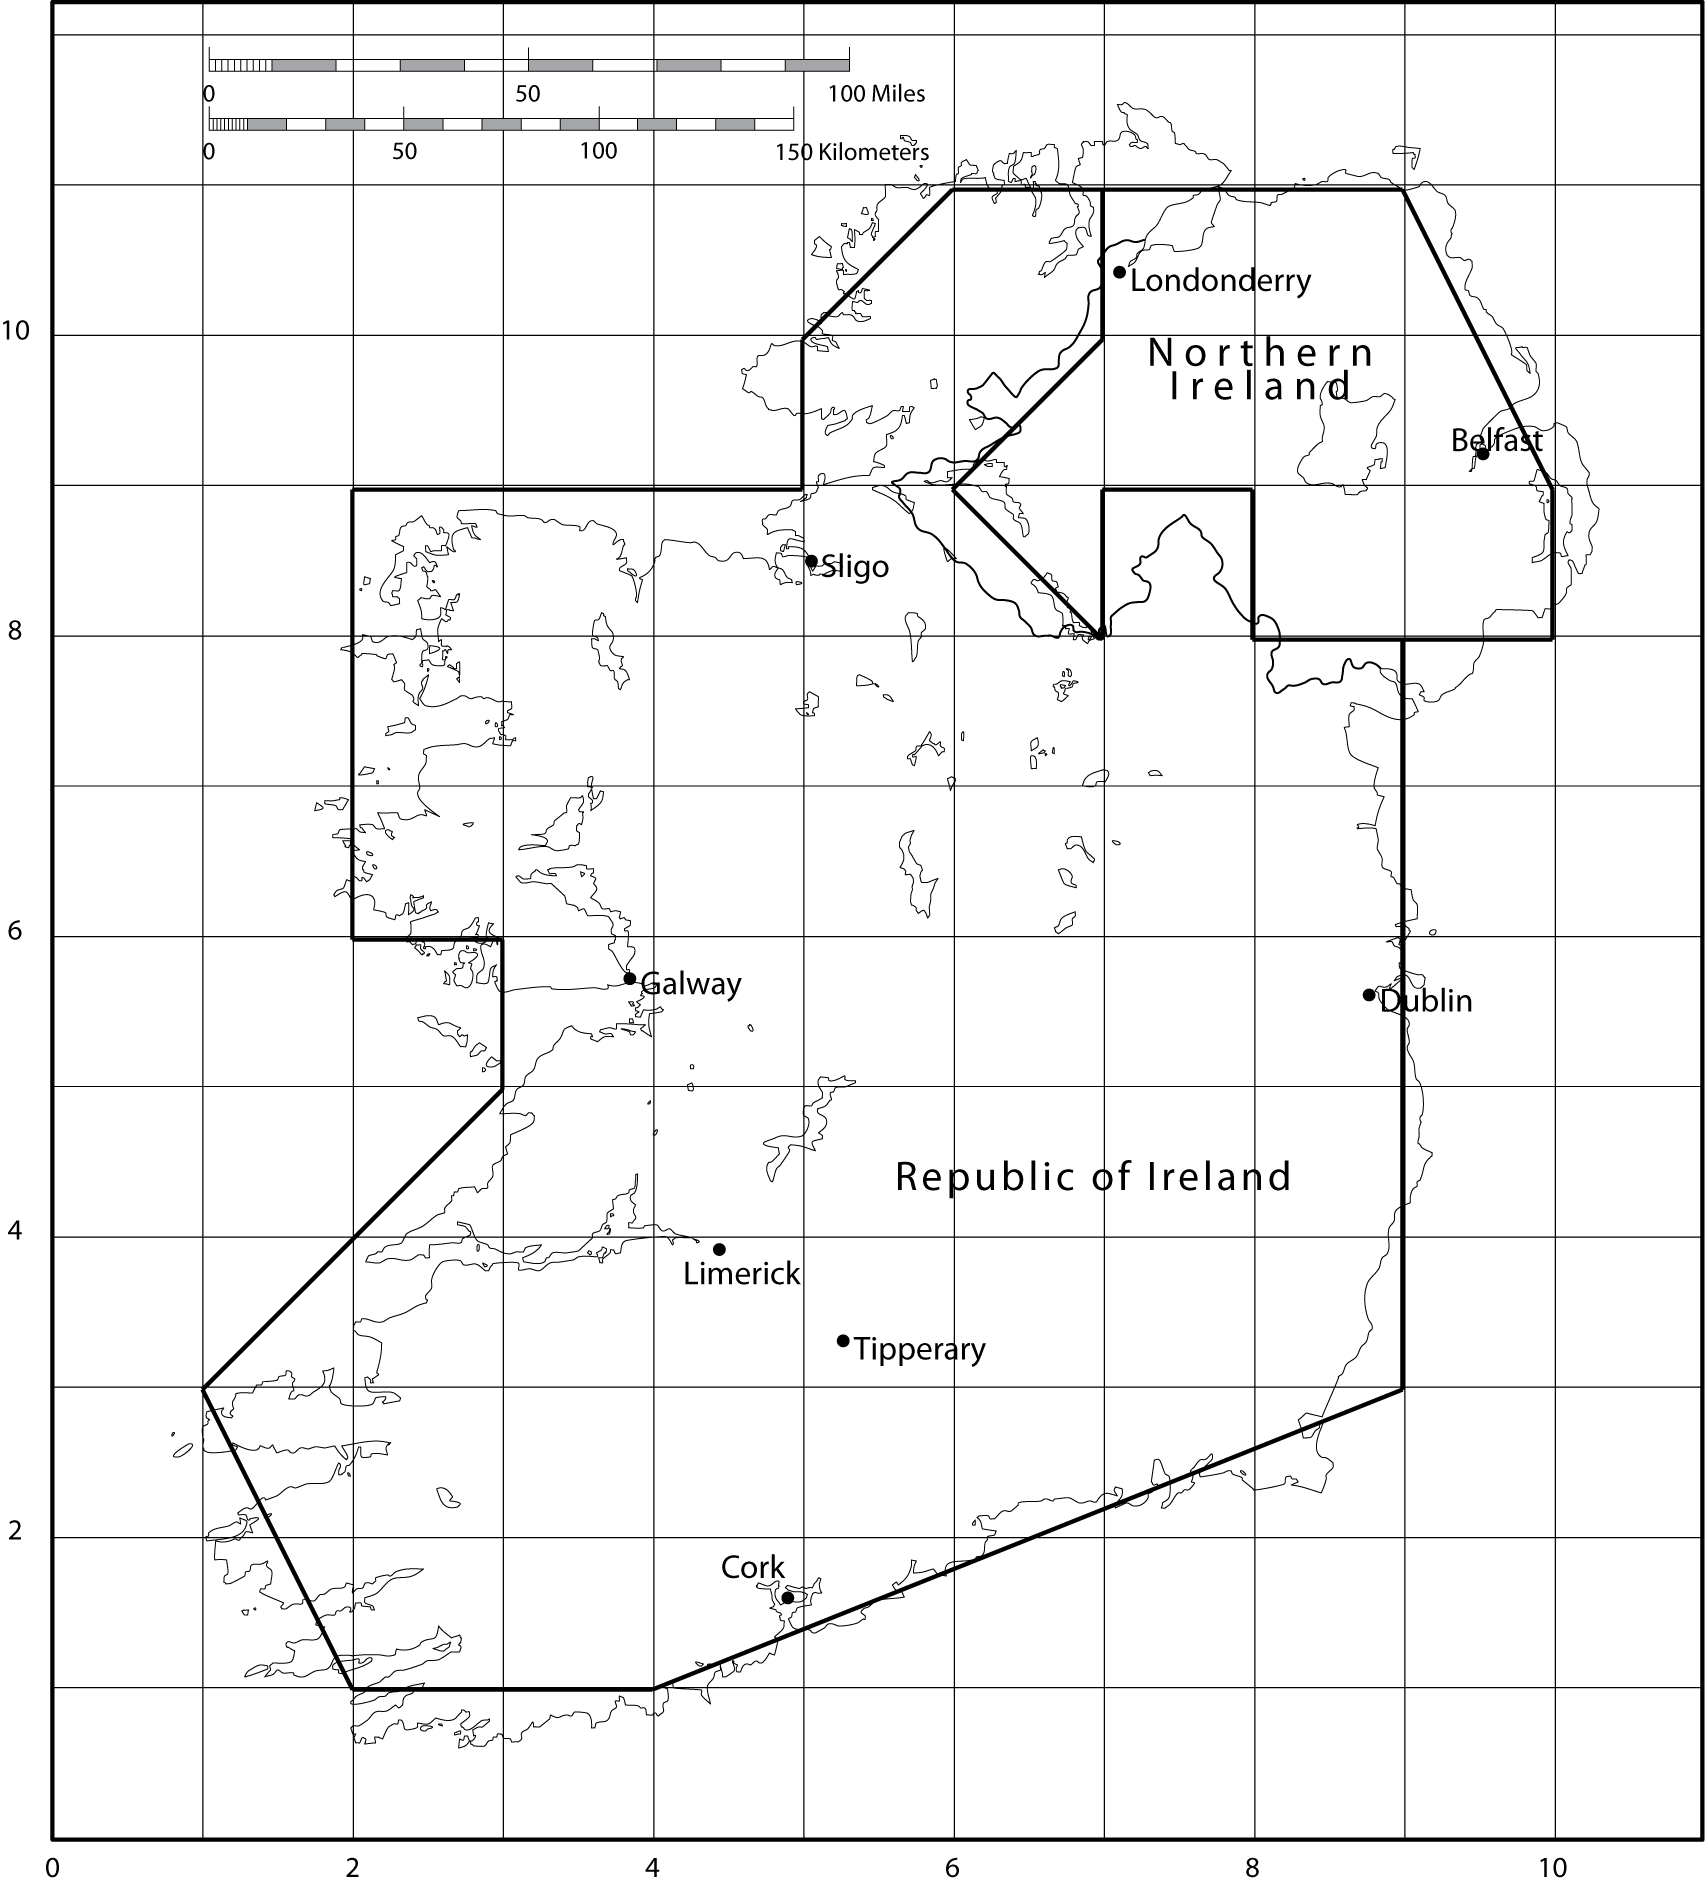 0 50 100 Miles
0 50 100 150 Kilometers
Londonderry
10
Northern
Ireland
Belfast
Sligo
8
6
Galway
Dublin
Republic of Ireland
4
Limerick
Tipperary
2
Cork
0 2 4 6 8 10